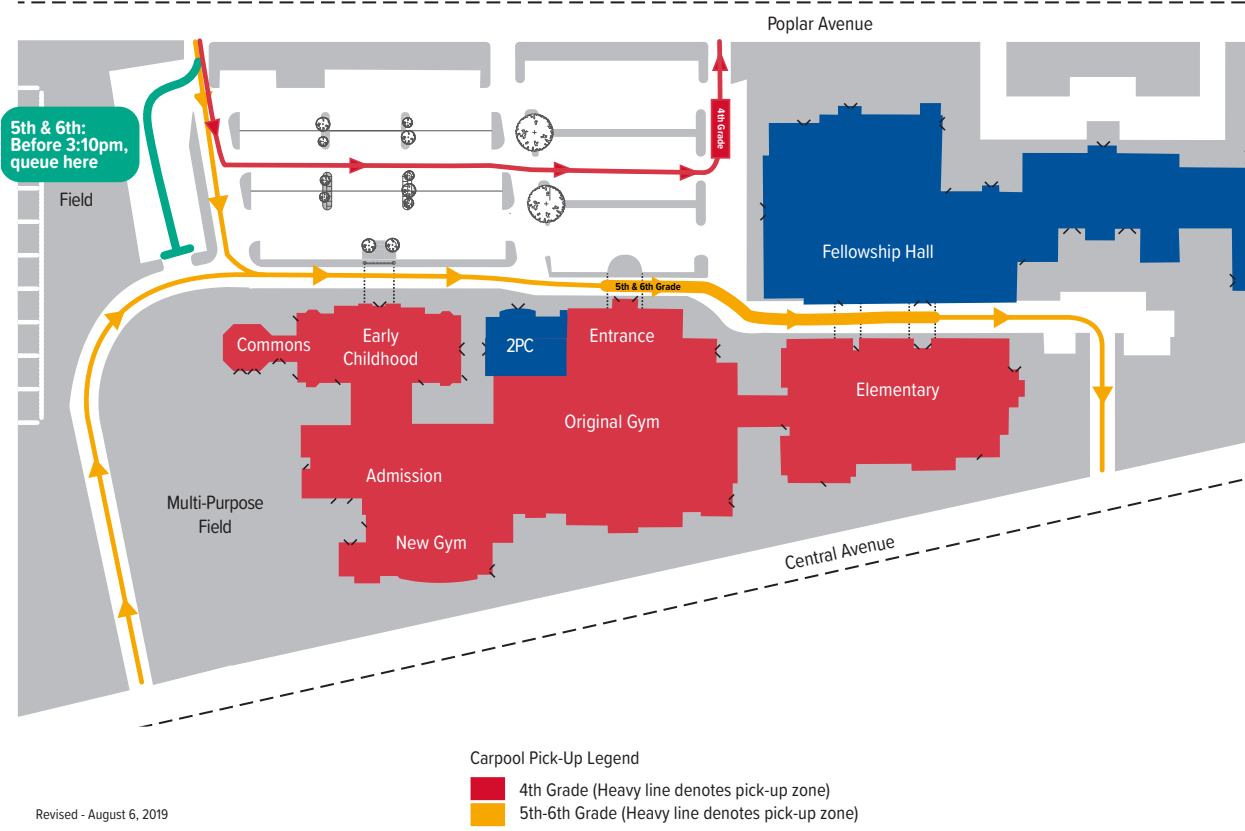 Poplar Avenue
4th Grade
5th & 6th:
Before 3:10pm,
queue here
Field
Fellowship Hall
5th & 6th Grade
Commons
Early
Childhood
2PC
Entrance
Elementary
Original Gym
Admission
Multi-Purpose
Field
New Gym
Central Avenue
Carpool Pick-Up Legend
4th Grade (Heavy line denotes pick-up zone)
5th-6th Grade (Heavy line denotes pick-up zone)
Revised - August 6, 2019